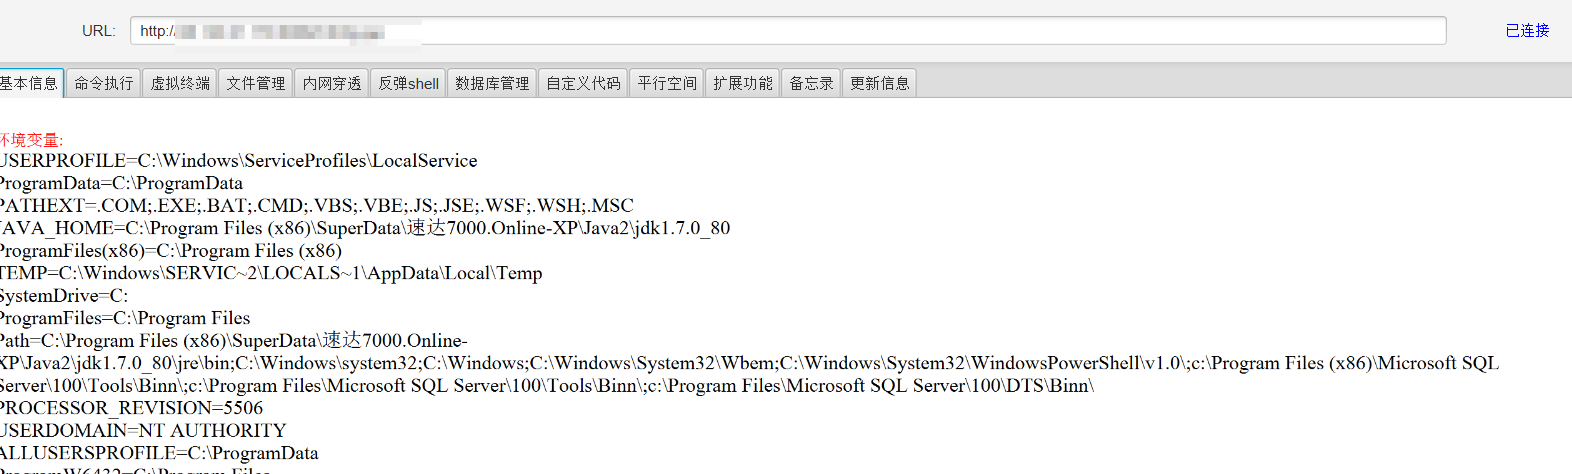 URL: http:/ 已连接
基本信息 命令执行 虚拟终端 文件管理 内网穿透 反弹shell 数据库管理 自定义代码 平行空间 扩展功能 备忘录 更新信息
环境变量:
USERPROFILE=C:\Windows\ServiceProfiles\LocalService
ProgramData=C:\ProgramData
PATHEXT=.COM;.EXE;.BAT;.CMD;.VBS;.VBE;.JS;.JSE;.WSF;.WSH;.MSC
JAVA_HOME=C:\Program Files (x86)\SuperData\速达7000.Online-XP\Java2\jdk1.7.0_80
ProgramFiles(x86)=C:\Program Files (x86)
TEMP=C:\Windows\SERVIC~2\LOCALS~1\AppData\Local\Temp
SystemDrive=C:
ProgramFiles=C:\Program Files
Path=C:\Program Files (x86)\SuperData\速达7000.Online-
XP\Java2\jdk1.7.0_80\jre\bin;C:\Windows\system32;C:\Windows;C:\Windows\System32\Wbem;C:\Windows\System32\WindowsPowerShell\v1.0\;c:\Program Files (x86)\Microsoft SQL
Server\100\Tools\Binn\;c:\Program Files\Microsoft SQL Server\100\Tools\Binn\;c:\Program Files\Microsoft SQL Server\100\DTS\Binn\
PROCESSOR_REVISION=5506
USERDOMAIN=NT AUTHORITY
ALLUSERSPROFILE=C:\ProgramData
ProgramW6432=C:\Program Files